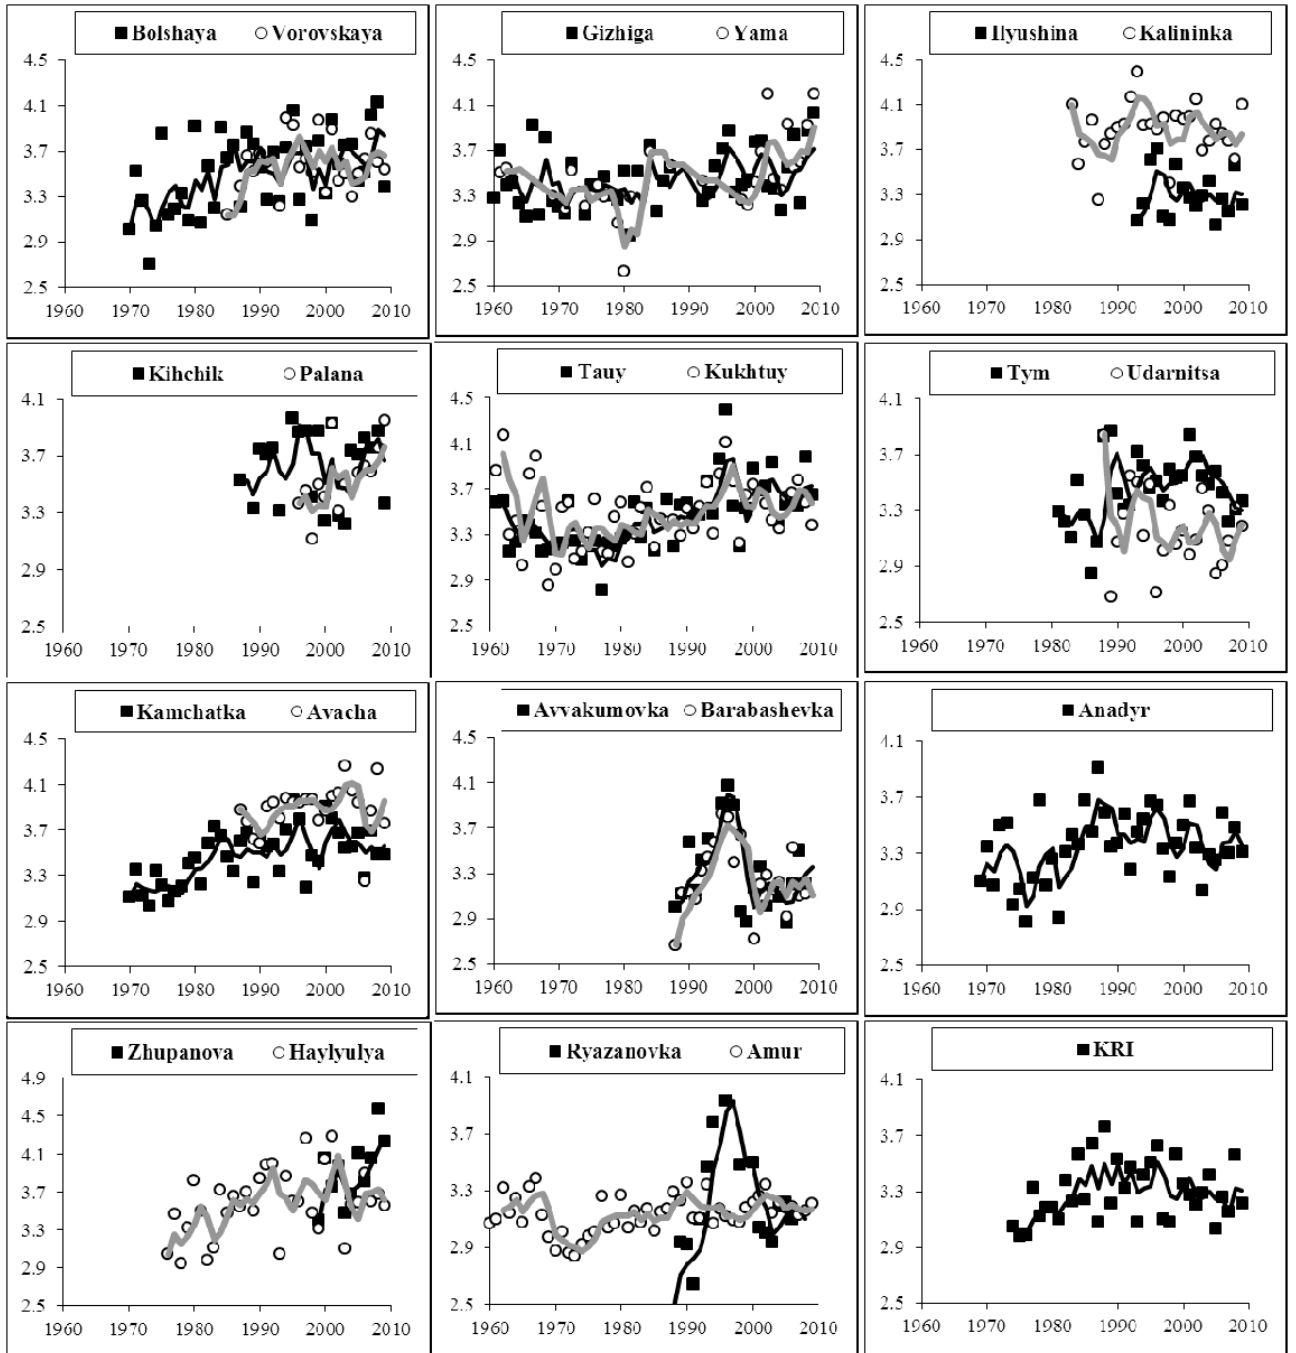 Bolshaya Vorovskaya
4.5
4.1
3.7
3.3
2.9
2.5
1960 1970 1980 1990 2000 2010
Gizhiga Yama
4.5
4.1
3.7
3.3
2.9
2.5
1960 1970 1980 1990 2000 2010
Ilyushina Kalininka
4.5
4.1
3.7
3.3
2.9
2.5
1960 1970 1980 1990 2000 2010
Kihchik Palana
4.1
3.7
3.3
2.9
2.5
1960 1970 1980 1990 2000 2010
Tauy Kukhtuy
4.5
4.1
3.7
3.3
2.9
2.5
1960 1970 1980 1990 2000 2010
Tym Udarnitsa
4.1
3.7
3.3
2.9
2.5
1960 1970 1980 1990 2000 2010
Kamchatka Avacha
4.5
4.1
3.7
3.3
2.9
2.5
1960 1970 1980 1990 2000 2010
Avvakumovka Barabashevka
4.5
4.1
3.7
3.3
2.9
2.5
1960 1970 1980 1990 2000 2010
Anadyr
4.1
3.7
3.3
2.9
2.5
1960 1970 1980 1990 2000 2010
Zhupanova Haylyulya
4.9
4.5
4.1
3.7
3.3
2.9
2.5
1960 1970 1980 1990 2000 2010
Ryazanovka Amur
4.1
3.7
3.3
2.9
2.5
1960 1970 1980 1990 2000 2010
KRI
4.1
3.7
3.3
2.9
2.5
1960 1970 1980 1990 2000 2010